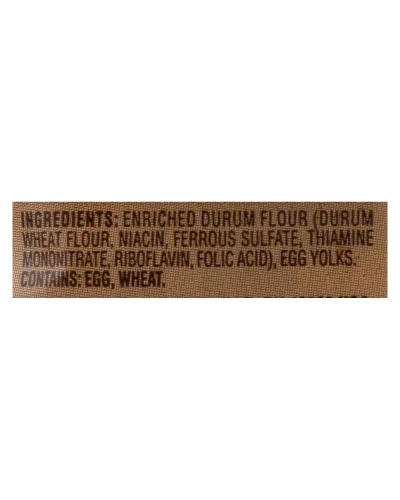 INGREDIENTS: ENRICHED DURUM FLOUR (DURUM
WHEAT FLOUR, NIACIN, FERROUS SULFATE, THIAMINE
MONONITRATE, RIBOFLAVIN, FOLIC ACID), EGG YOLKS.
CONTAINS: EGG, WHEAT.